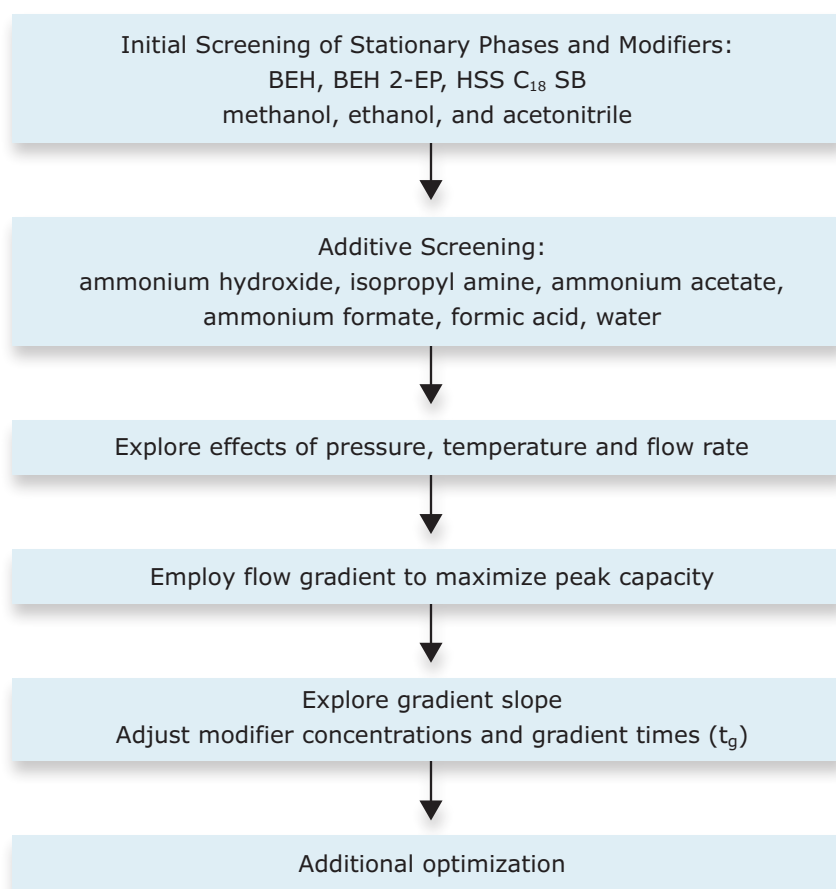 Initial Screening of Stationary Phases and Modifiers:
BEH, BEH 2-EP, HSS C₁₈ SB
methanol, ethanol, and acetonitrile
Additive Screening:
ammonium hydroxide, isopropyl amine, ammonium acetate,
ammonium formate, formic acid, water
Explore effects of pressure, temperature and flow rate
Employ flow gradient to maximize peak capacity
Explore gradient slope
Adjust modifier concentrations and gradient times (t_g)
Additional optimization